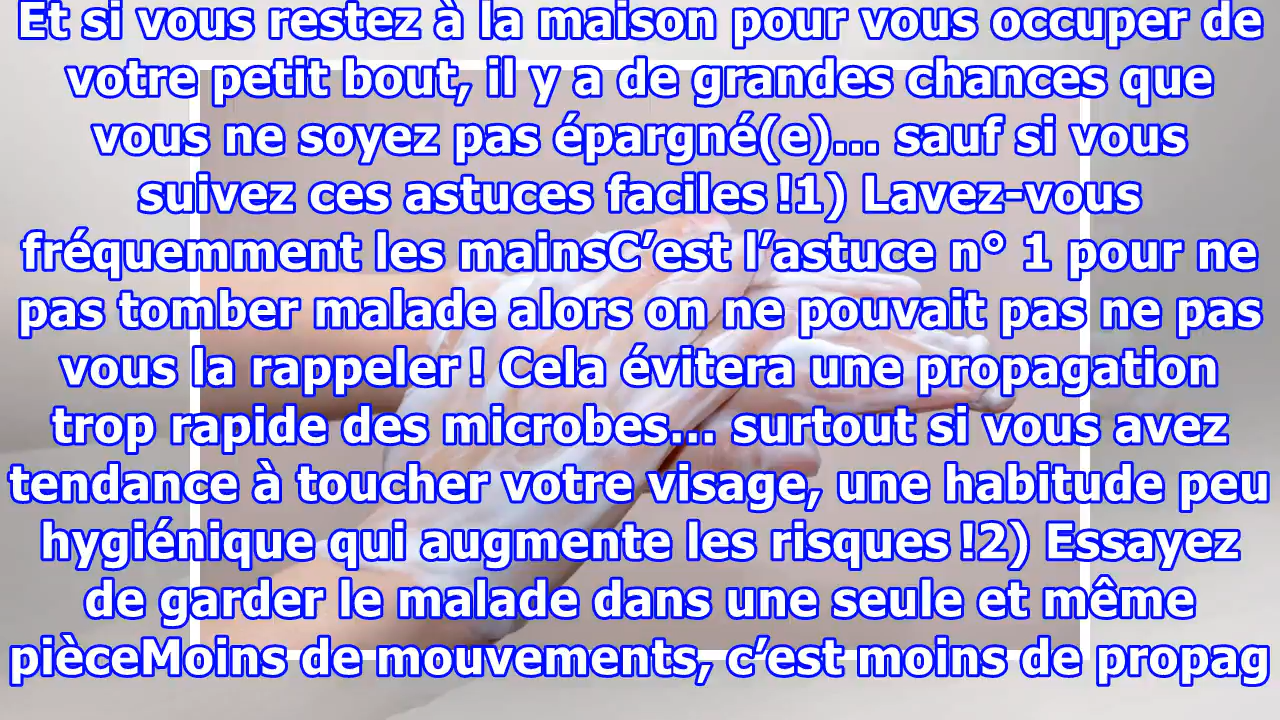 Et si vous restez à la maison pour vous occuper de
votre petit bout, il y a de grandes chances que
vous ne soyez pas épargné(e)... sauf si vous
suivez ces astuces faciles !1) Lavez-vous
fréquemment les mainsC’est l’astuce n° 1 pour ne
pas tomber malade alors on ne pouvait pas ne pas
vous la rappeler ! Cela évitera une propagation
trop rapide des microbes... surtout si vous avez
tendance à toucher votre visage, une habitude peu
hygiénique qui augmente les risques !2) Essayez
de garder le malade dans une seule et même
pièceMoins de mouvements, c’est moins de propag